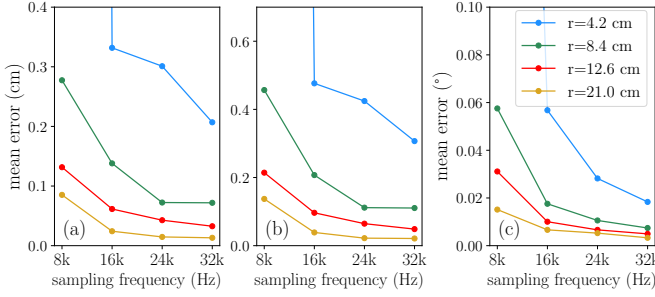 mean error (cm)
0.4
0.3
0.2
0.1
0.0
(a)
8k 16k 24k 32k
sampling frequency (Hz)
0.6
0.4
0.2
0.0
(b)
8k 16k 24k 32k
sampling frequency (Hz)
mean error (°)
0.10
0.08
0.06
0.04
0.02
0.00
r=4.2 cm
r=8.4 cm
r=12.6 cm
r=21.0 cm
(c)
8k 16k 24k 32k
sampling frequency (Hz)